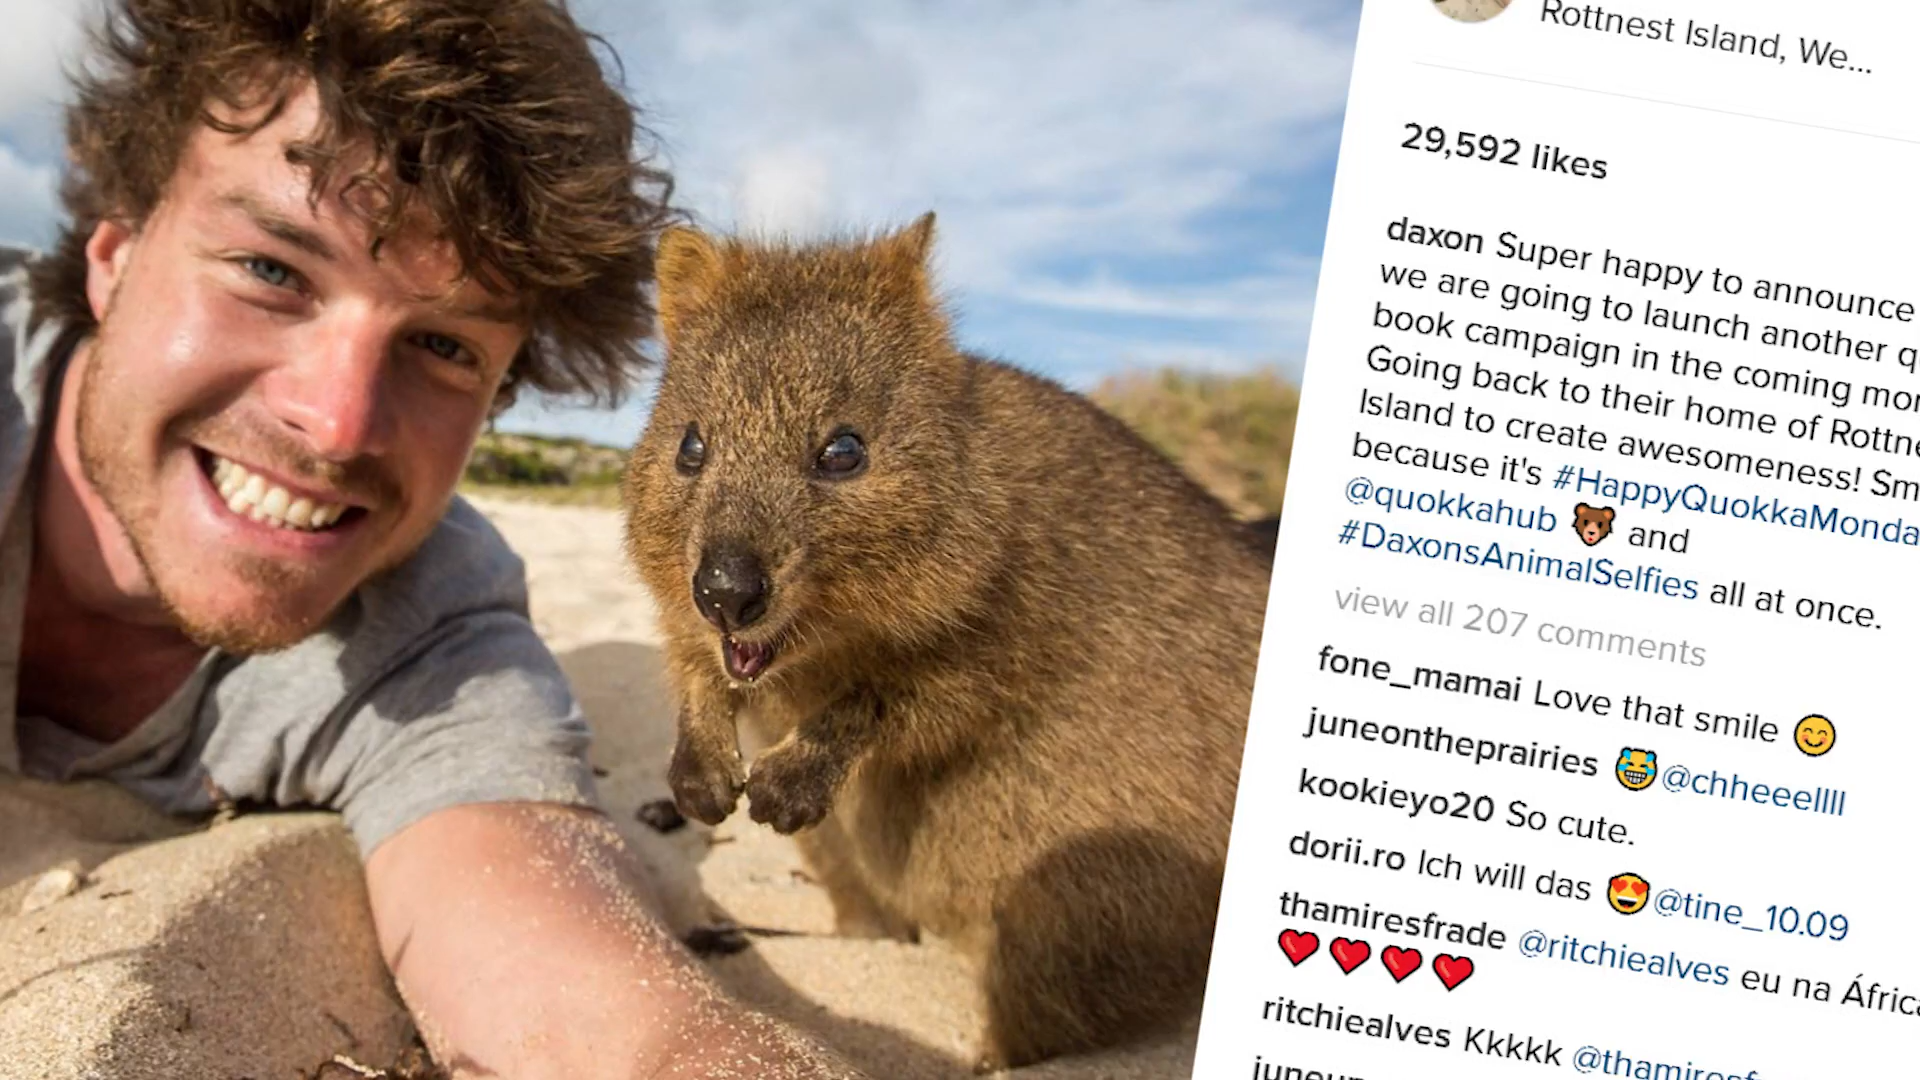 Rottnest Island, We...
29,592 likes
daxon Super happy to announce
we are going to launch another
book campaign in the coming
Going back to their home of
Island to create awesomeness!
because it's #HappyQuokkaMonda
@quokkahub 🐻 and
#DaxonsAnimalSelfies all at once.
view all 207 comments
fone_mamai Love that smile 😊
juneontheprairies 😂@chheeellll
kookieyo20 So cute.
dorii.ro Ich will das 😍@tine_10.09
thamiresfrade @ritchiealves eu na
❤️❤️❤️❤️
ritchiealves Kkkkk